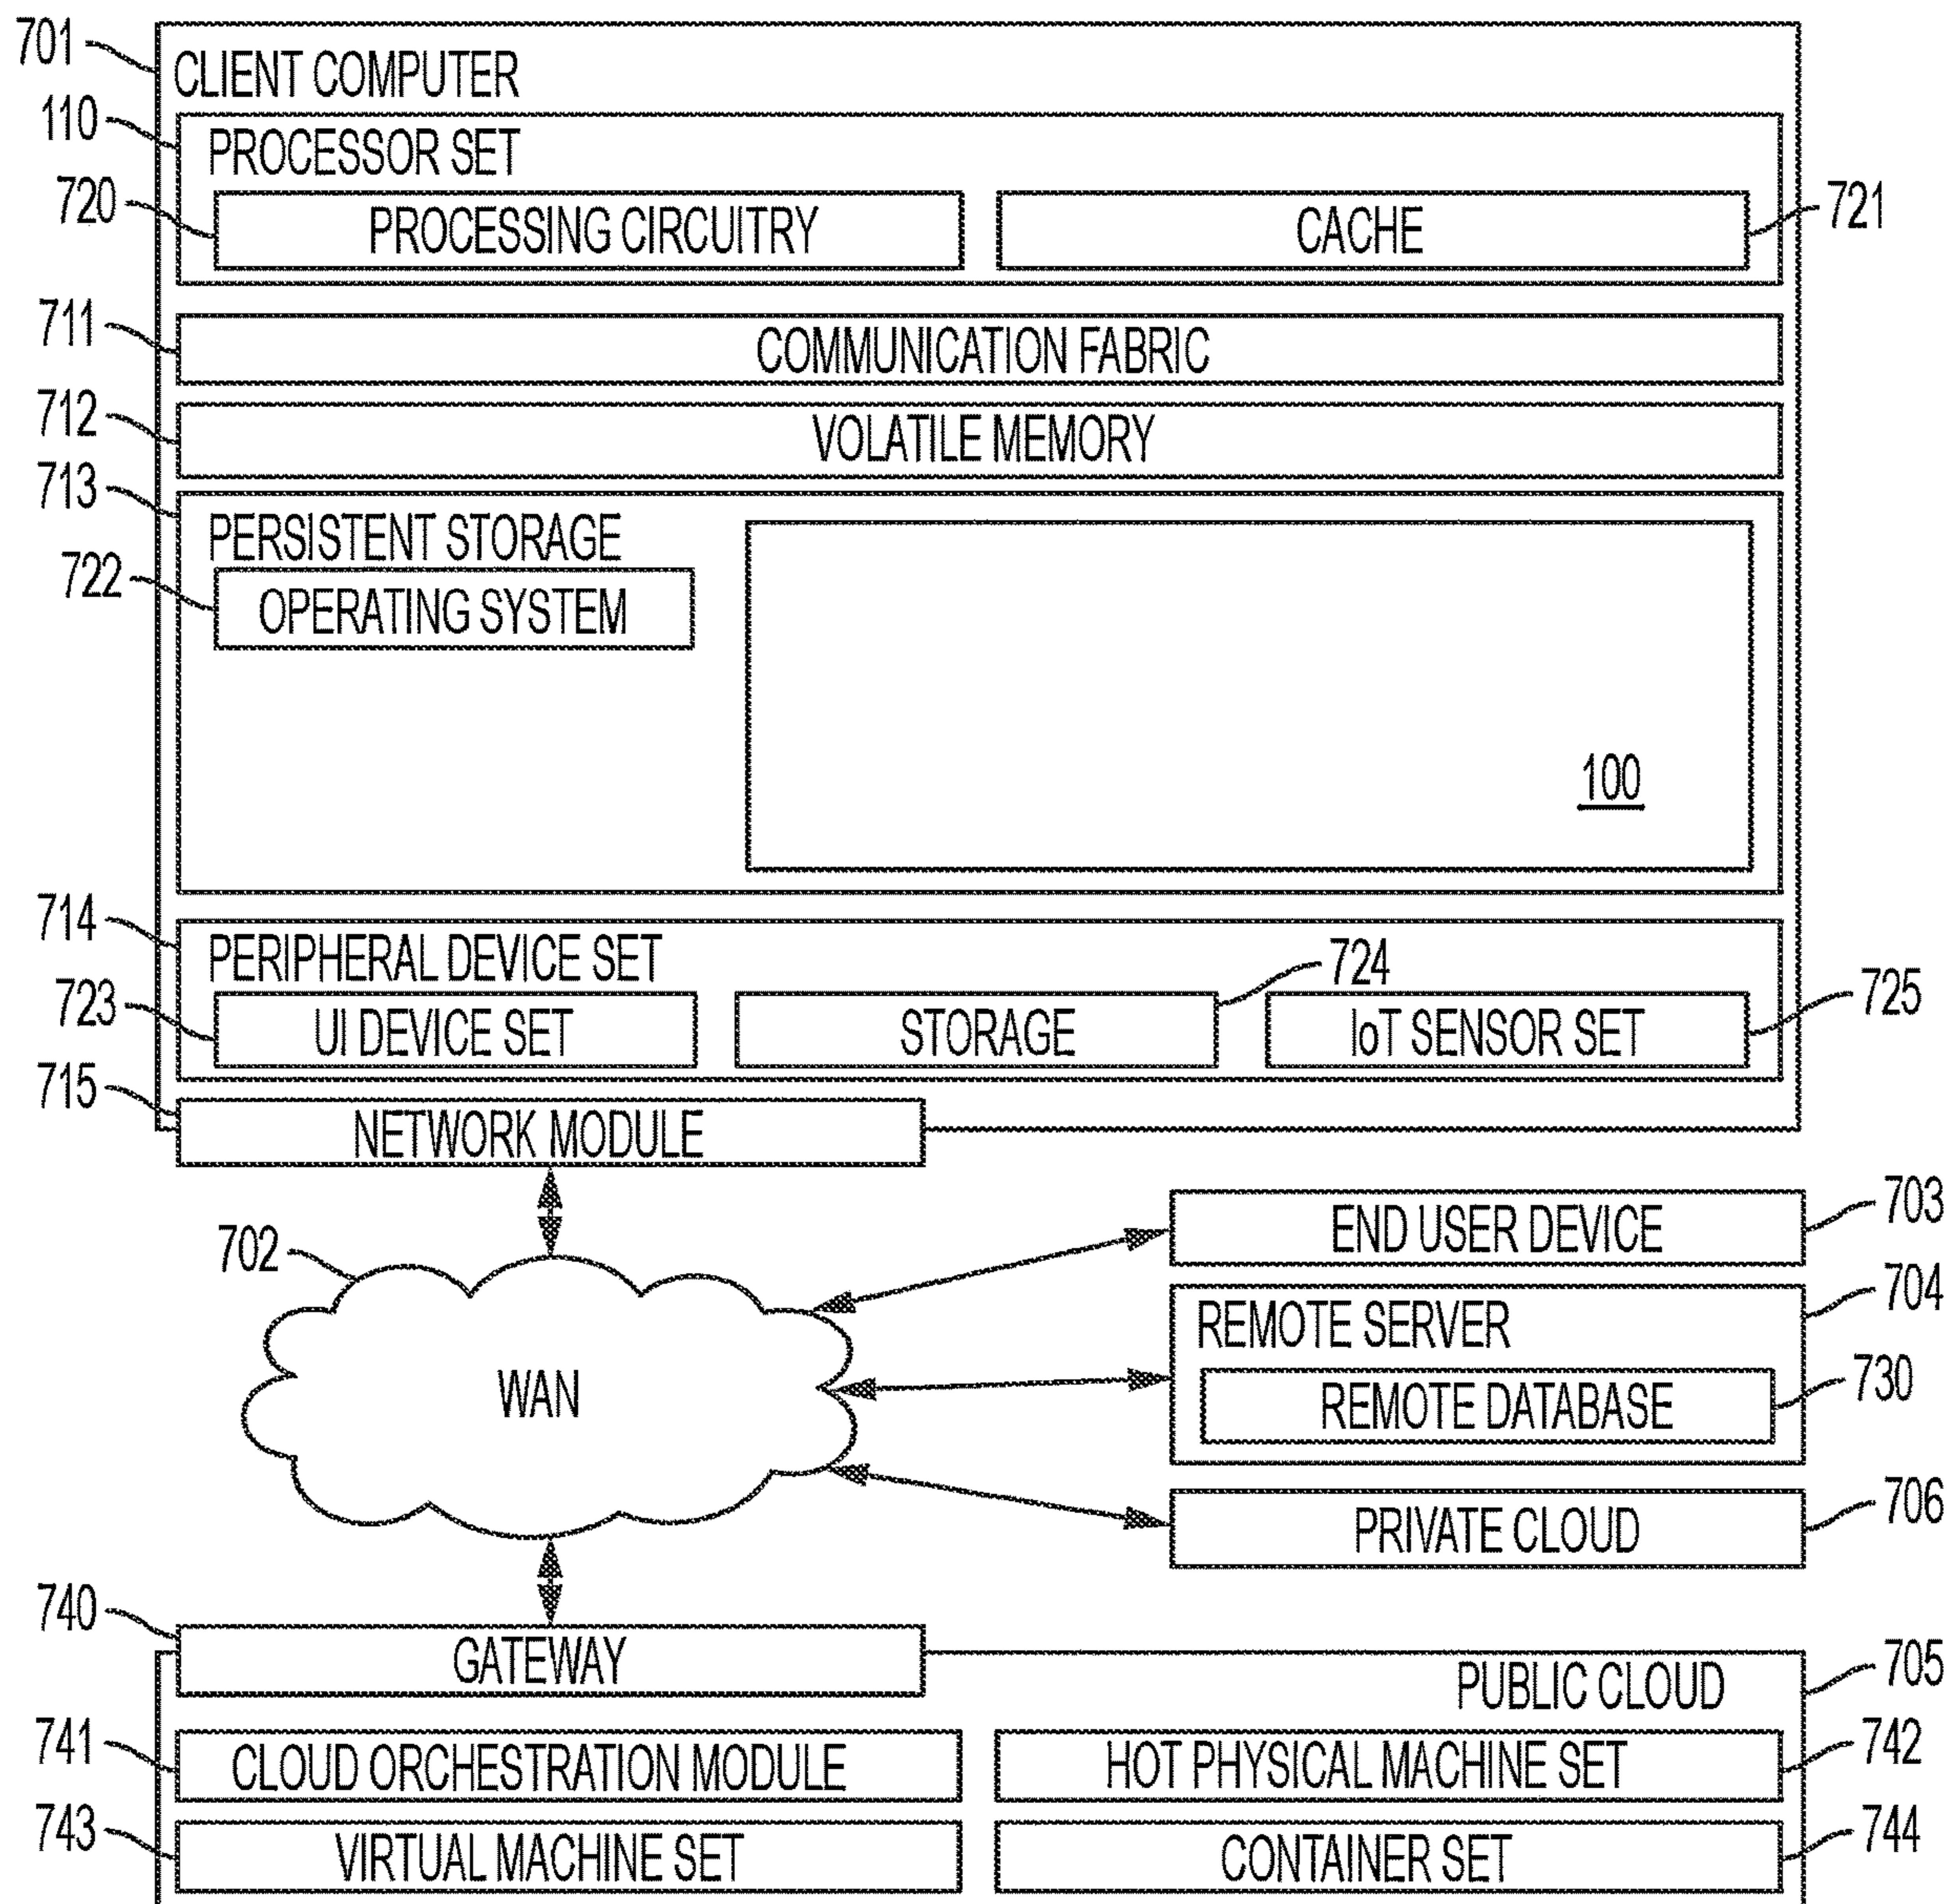 701
CLIENT COMPUTER
110
PROCESSOR SET
720
PROCESSING CIRCUITRY
CACHE
721
711
COMMUNICATION FABRIC
712
VOLATILE MEMORY
713
PERSISTENT STORAGE
722
OPERATING SYSTEM
100
714
PERIPHERAL DEVICE SET
724
723
UI DEVICE SET
STORAGE
IoT SENSOR SET
725
715
NETWORK MODULE
702
WAN
END USER DEVICE
703
REMOTE SERVER
704
REMOTE DATABASE
730
PRIVATE CLOUD
706
740
GATEWAY
PUBLIC CLOUD
705
741
CLOUD ORCHESTRATION MODULE
HOT PHYSICAL MACHINE SET
742
743
VIRTUAL MACHINE SET
CONTAINER SET
744